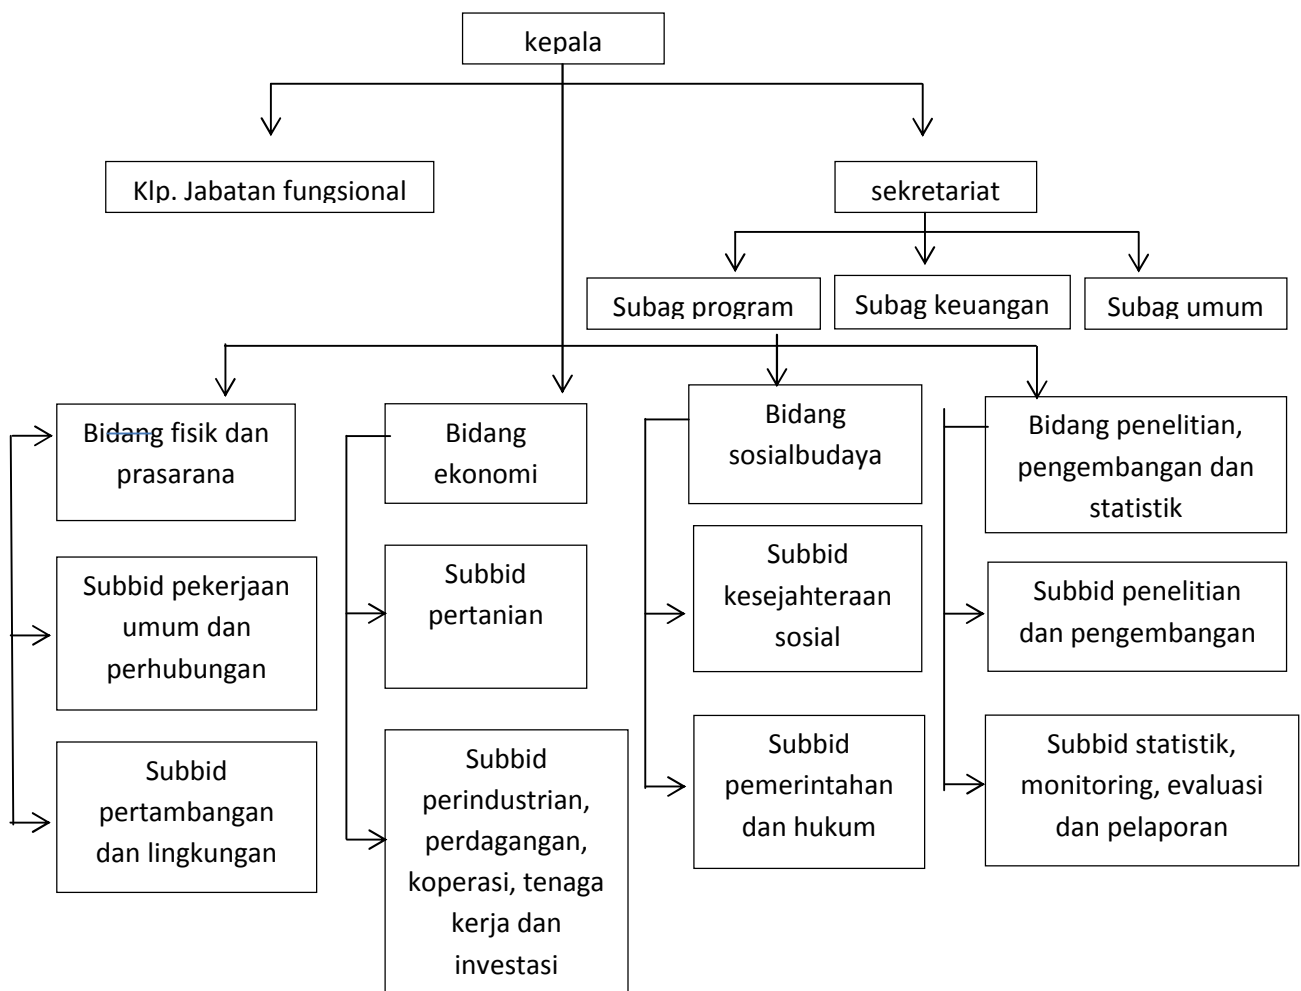 kepala
Klp. Jabatan fungsional
sekretariat
Subag program
Subag keuangan
Subag umum
Bidang fisik dan
prasarana
Bidang
ekonomi
Bidang
sosialbudaya
Bidang penelitian,
pengembangan dan
statistik
Subbid pekerjaan
umum dan
perhubungan
Subbid
pertanian
Subbid
kesejahteraan
sosial
Subbid penelitian
dan pengembangan
Subbid
pertambangan
dan lingkungan
Subbid
perindustrian,
perdagangan,
koperasi, tenaga
kerja dan
investasi
Subbid
pemerintahan
dan hukum
Subbid statistik,
monitoring, evaluasi
dan pelaporan